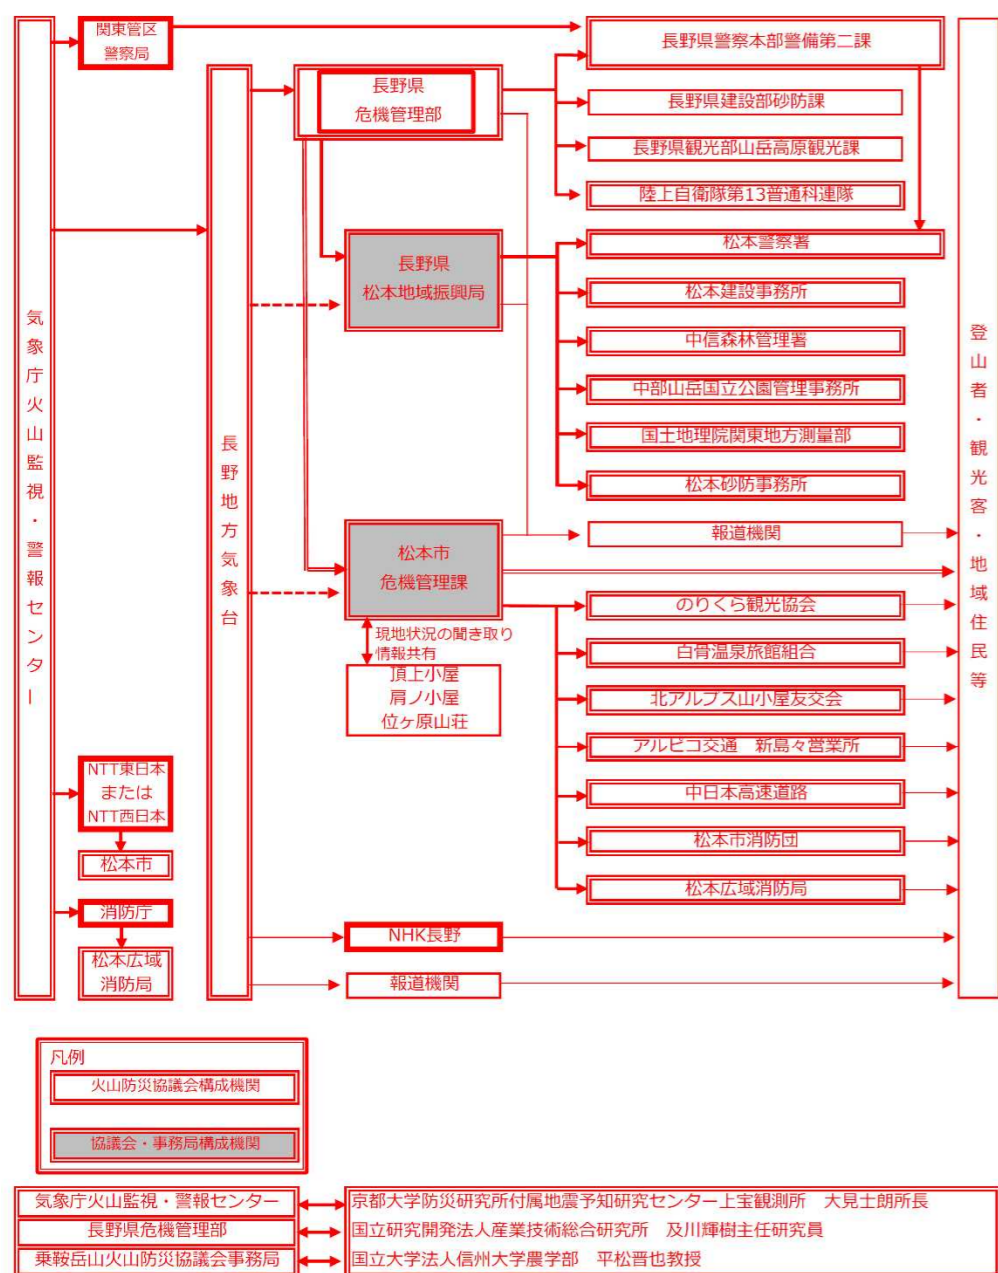 気象庁火山監視・警報センター
関東管区
警察局
NTT東日本
または
NTT西日本
松本市
消防庁
松本広域
消防局
長野地方気象台
長野県
危機管理部
長野県
松本地域振興局
松本市
危機管理課
現地状況の聞き取り
情報共有
頂上小屋
肩ノ小屋
位ヶ原山荘
NHK長野
報道機関
長野県警察本部警備第二課
長野県建設部砂防課
長野県観光部山岳高原観光課
陸上自衛隊第13普通科連隊
松本警察署
松本建設事務所
中信森林管理署
中部山岳国立公園管理事務所
国土地理院関東地方測量部
松本砂防事務所
報道機関
のりくら観光協会
白骨温泉旅館組合
北アルプス山小屋友交会
アルピコ交通　新島々営業所
中日本高速道路
松本市消防団
松本広域消防局
登山者・観光客・地域住民等
凡例
火山防災協議会構成機関
協議会・事務局構成機関
気象庁火山監視・警報センター
長野県危機管理部
乗鞍岳山火山防災協議会事務局
京都大学防災研究所付属地震予知研究センター上宝観測所　大見士朗所長
国立研究開発法人産業技術総合研究所　及川輝樹主任研究員
国立大学法人信州大学農学部　平松晋也教授